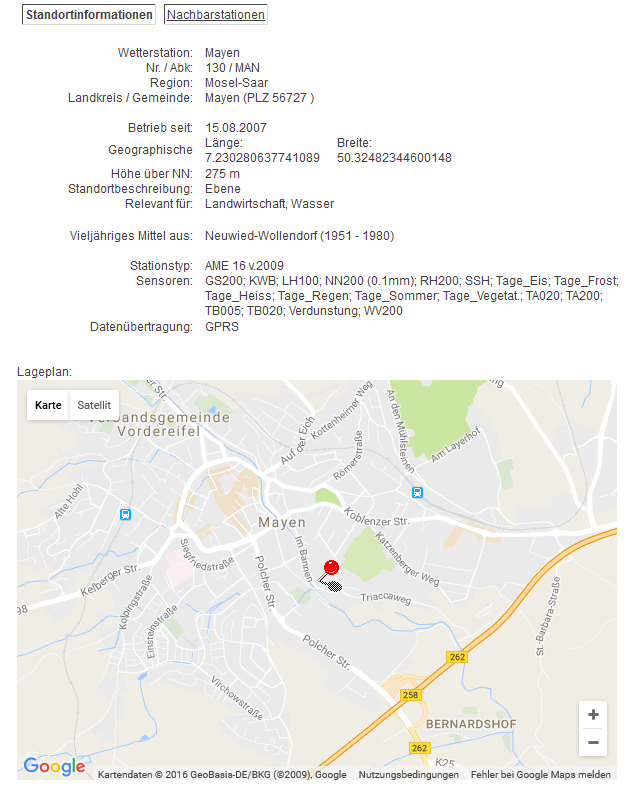 Standortinformationen Nachbarstationen
Wetterstation: Mayen
Nr. / Abk: 130 / MAN
Region: Mosel-Saar
Landkreis / Gemeinde: Mayen (PLZ 56727 )
Betrieb seit: 15.08.2007
Geographische Länge: Breite:
7.230280637741089 50.32482344600148
Höhe über NN: 275 m
Standortbeschreibung: Ebene
Relevant für: Landwirtschaft, Wasser
Vieljähriges Mittel aus: Neuwied-Wollendorf (1951 - 1980)
Stationstyp: AME 16 v.2009
Sensoren: GS200; KWB; LH100; NN200 (0.1mm); RH200; SSH; Tage_Eis; Tage_Frost;
Tage_Heiss; Tage_Regen; Tage_Sommer; Tage_Vegetat.; TA020; TA200;
TB005; TB020; Verdunstung; WV200
Datenübertragung: GPRS
Lageplan:
Karte Satellit
Verbandsgemeinde
Vordereifel
Kottenheimer Weg
An den Mühlsteinen
Auf der Eich
Römerstraße
Am Layerhof
Alte Hohl
Mayen
Koblenzer Str.
Im Bannen
Katzenberger Weg
Siegfriedstraße
Kelberger Str.
Polcher Str.
Triaccaweg
98
Kolpingstraße
Einsteinstraße
St.-Barbara-Straße
Polcher Str.
262
Virchowstraße
258
BERNARDSHOF
262
K25
+
−
Google
Kartendaten © 2016 GeoBasis-DE/BKG (©2009), Google Nutzungsbedingungen Fehler bei Google Maps melden